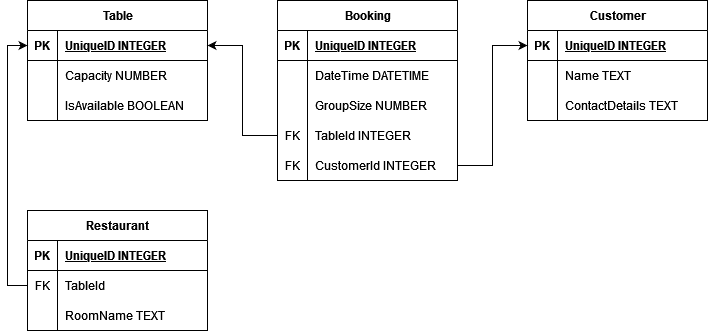 Table
PK UniqueID INTEGER
Capacity NUMBER
IsAvailable BOOLEAN
Booking
PK UniqueID INTEGER
DateTime DATETIME
GroupSize NUMBER
FK TableId INTEGER
FK CustomerId INTEGER
Customer
PK UniqueID INTEGER
Name TEXT
ContactDetails TEXT
Restaurant
PK UniqueID INTEGER
FK TableId
RoomName TEXT